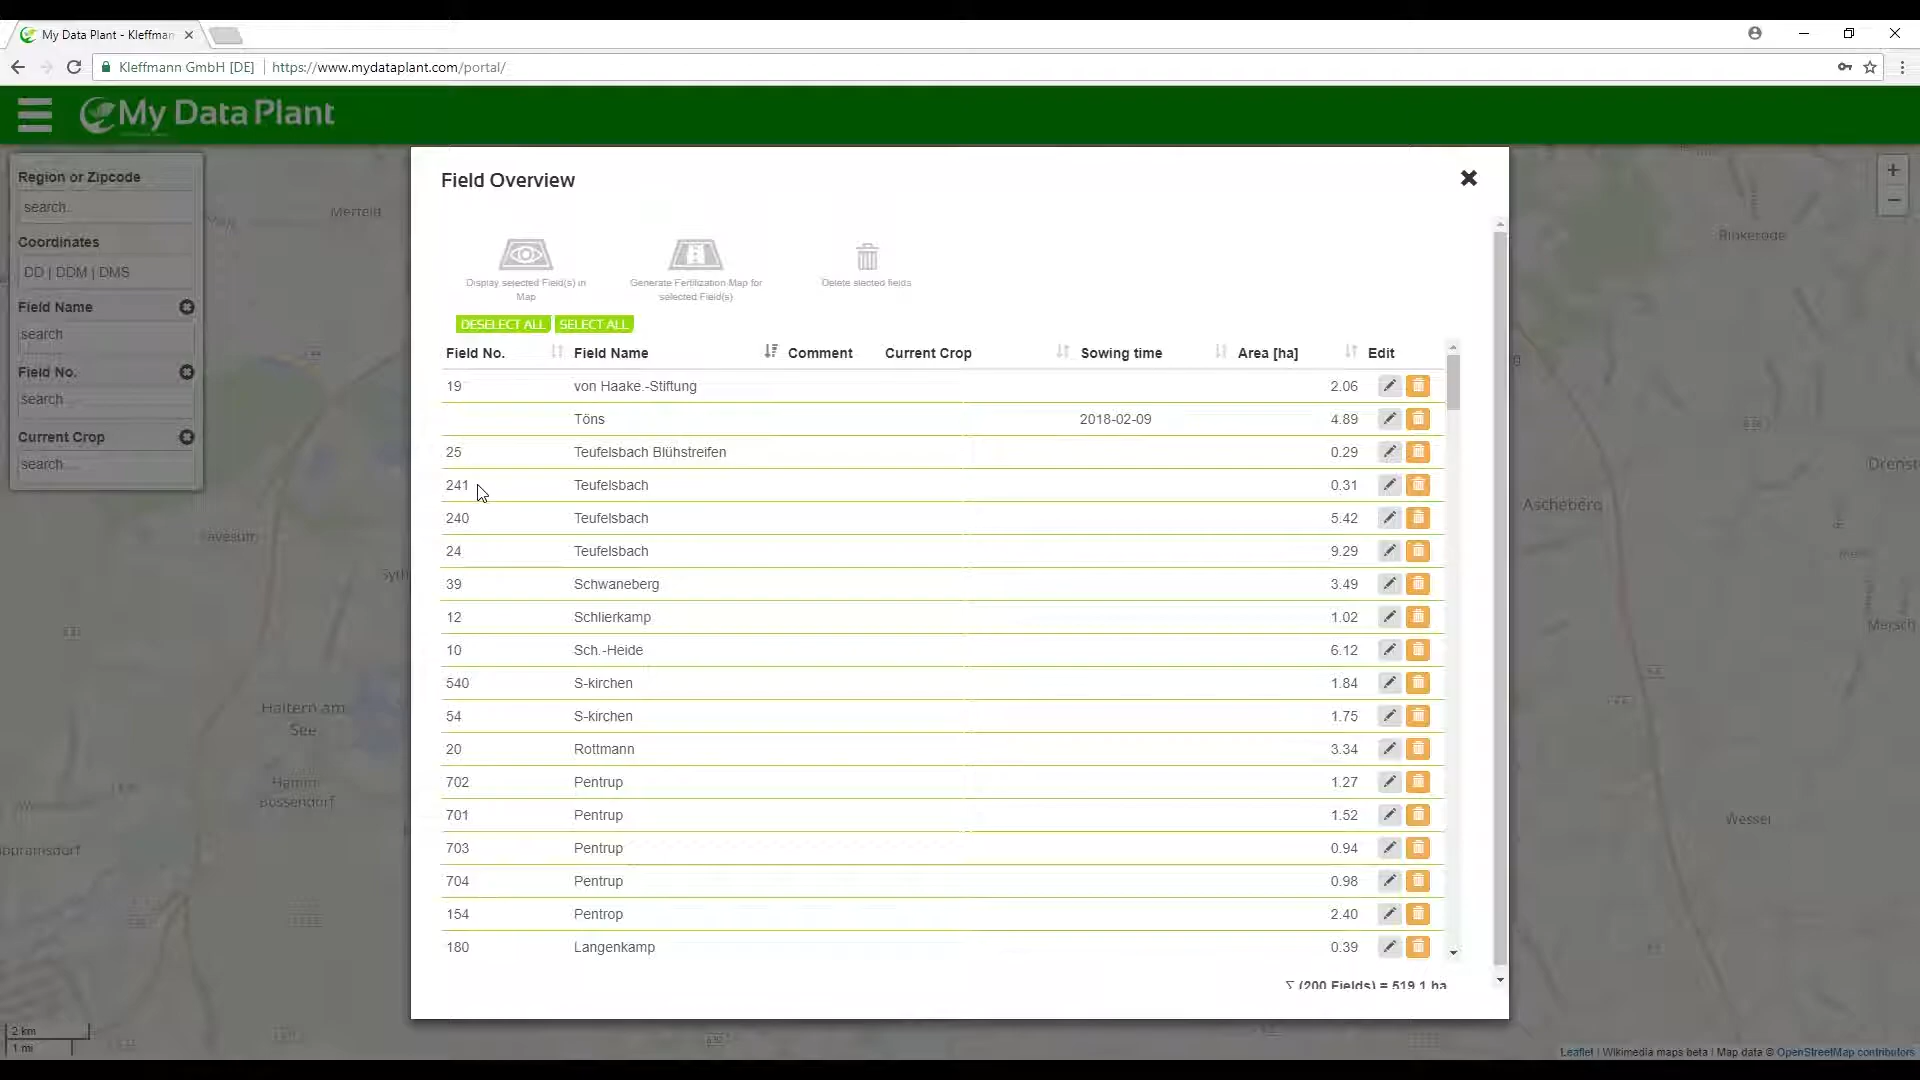 My Data Plant - Kleffman
Kleffmann GmbH [DE] https://www.mydataplant.com/portal/
My Data Plant
Region or Zipcode
search..
Coordinates
DD | DDM | DMS
Field Name
search
Field No.
search...
Current Crop
search...
Field Overview
Display selected Field(s) in
Map
Generate Fertilization Map for
selected Field(s)
Delete slected fields
DESELECT ALL SELECT ALL
Field No. Field Name Comment Current Crop Sowing time Area [ha] Edit
19 von Haake.-Stiftung 2.06
Töns 2018-02-09 4.89
25 Teufelsbach Blühstreifen 0.29
241 Teufelsbach 0.31
240 Teufelsbach 5.42
24 Teufelsbach 9.29
39 Schwaneberg 3.49
12 Schlierkamp 1.02
10 Sch.-Heide 6.12
540 S-kirchen 1.84
54 S-kirchen 1.75
20 Rottmann 3.34
702 Pentrup 1.27
701 Pentrup 1.52
703 Pentrup 0.94
704 Pentrup 0.98
154 Pentrop 2.40
180 Langenkamp 0.39
∑ (200 Fields) = 519.1 ha
Merfeld
Haltern am
See
Hamm-
Bossendorf
Rinkerode
Drenst
Ascheberg
Mersch
Wessel
2 km
1 mi
Leaflet | Wikimedia maps beta | Map data © OpenStreetMap contributors